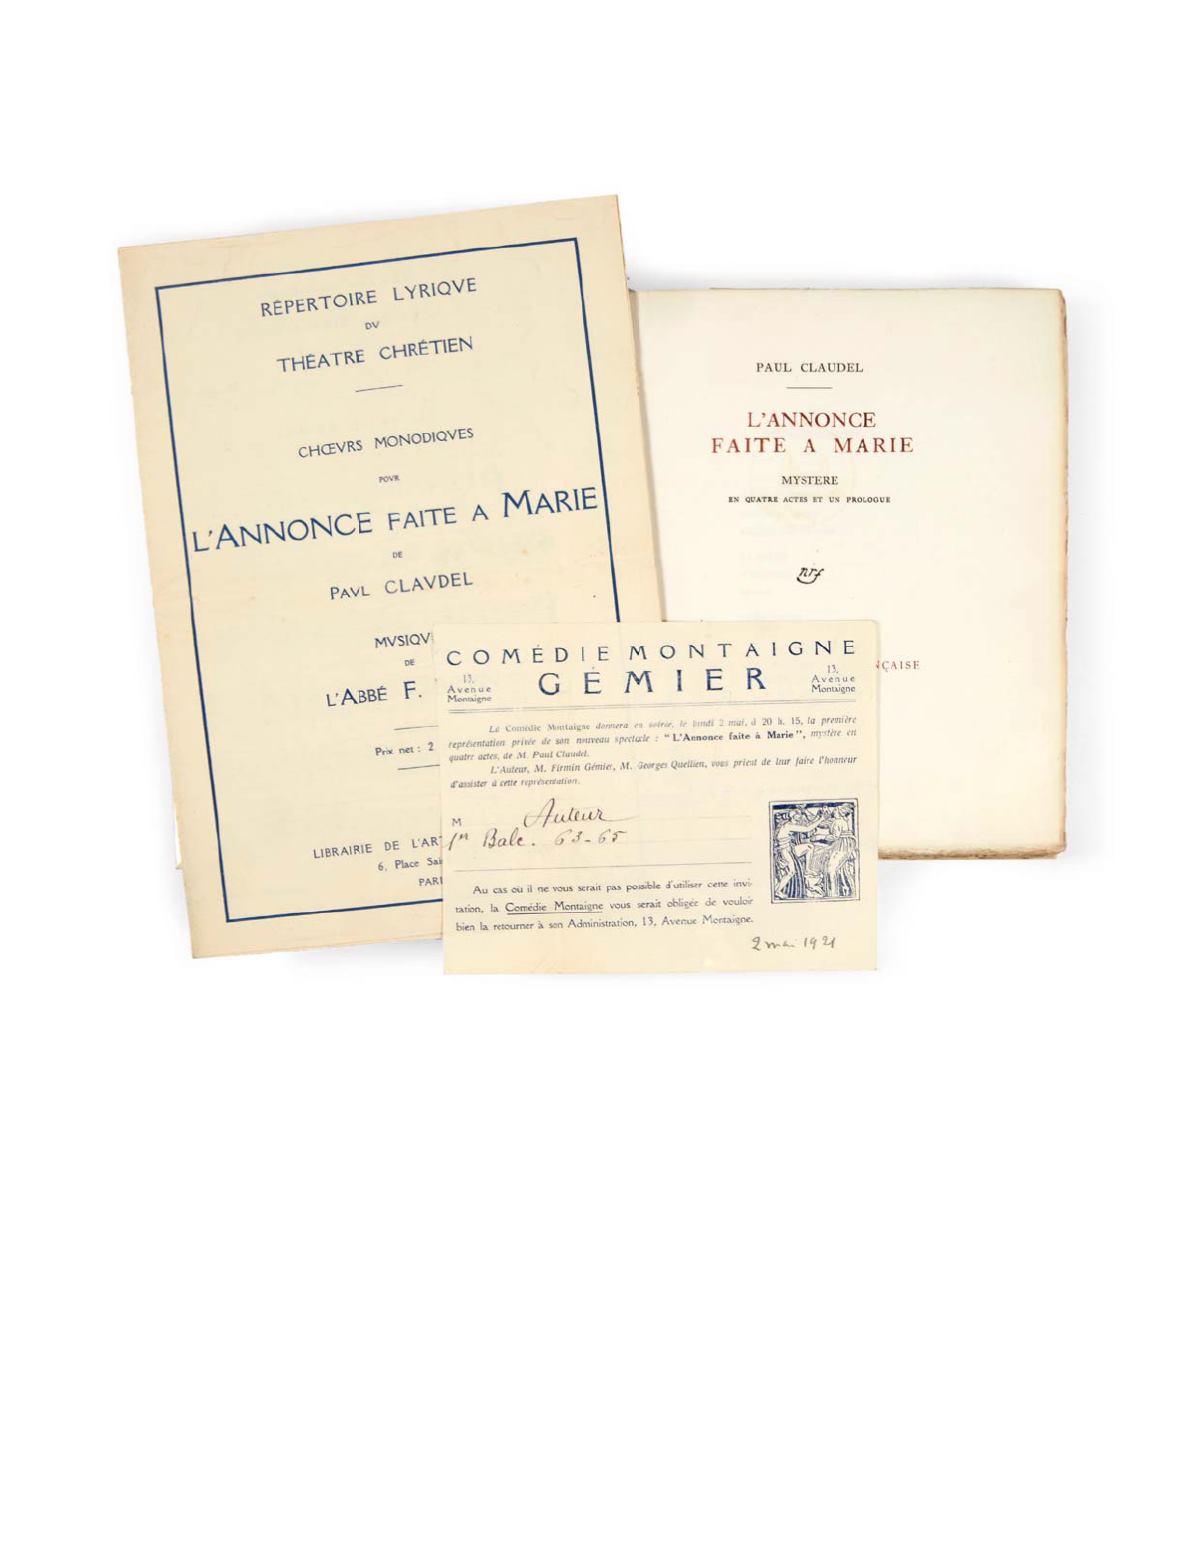 RÉPERTOIRE LYRIQVE
DV
THÉATRE CHRÉTIEN
CHŒVRS MONODIQVES
POVR
L'ANNONCE FAITE A MARIE
DE
PAVL CLAVDEL
MVSIQV
DE
L'ABBÉ F.
Prix net : 2
LIBRAIRIE DE L'ART
6, Place Sai
PARI
PAUL CLAUDEL
L'ANNONCE
FAITE A MARIE
MYSTERE
EN QUATRE ACTES ET UN PROLOGUE
nrf
NÇAISE
COMÉDIE MONTAIGNE
13,
Avenue
Montaigne
GÉMIER
13,
Avenue
Montaigne
La Comédie Montaigne donnera en soirée, le lundi 2 mai, à 20 h. 15, la première
représentation privée de son nouveau spectacle : "L'Annonce faite à Marie", mystère en
quatre actes, de M. Paul Claudel.
L'Auteur, M. Firmin Gémier, M. Georges Quellien, vous prient de leur faire l'honneur
d'assister à cette représentation.
M Auteur
1er Balc. 63-65
Au cas où il ne vous serait pas possible d'utiliser cette invi-
tation, la Comédie Montaigne vous serait obligée de vouloir
bien la retourner à son Administration, 13, Avenue Montaigne.
2 mai 1921